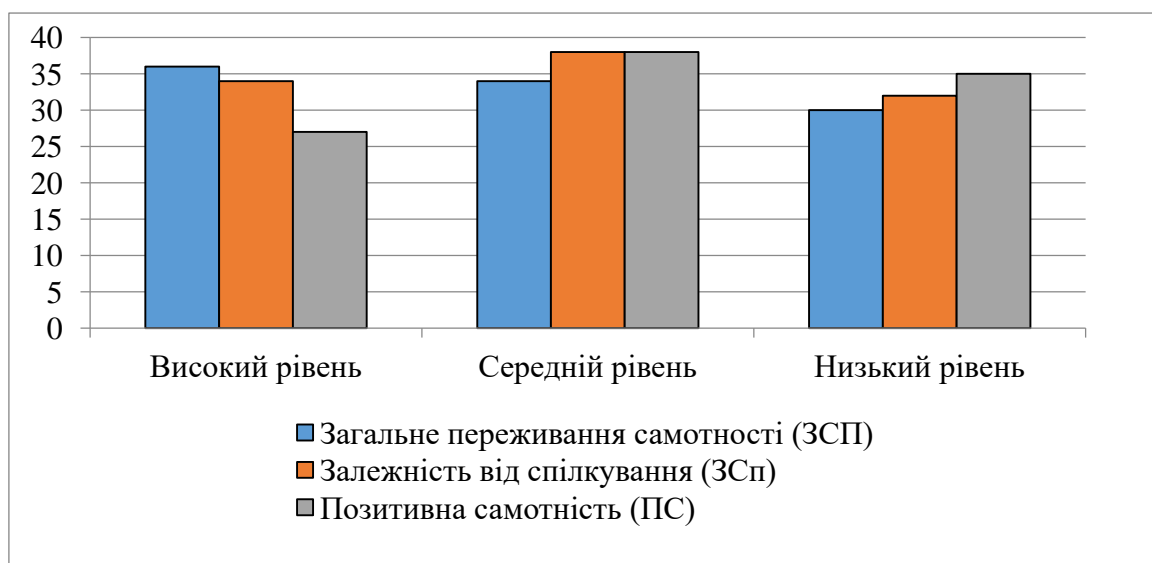 40
35
30
25
20
15
10
5
0
Високий рівень Середній рівень Низький рівень
Загальне переживання самотності (ЗСП)
Залежність від спілкування (ЗСп)
Позитивна самотність (ПС)